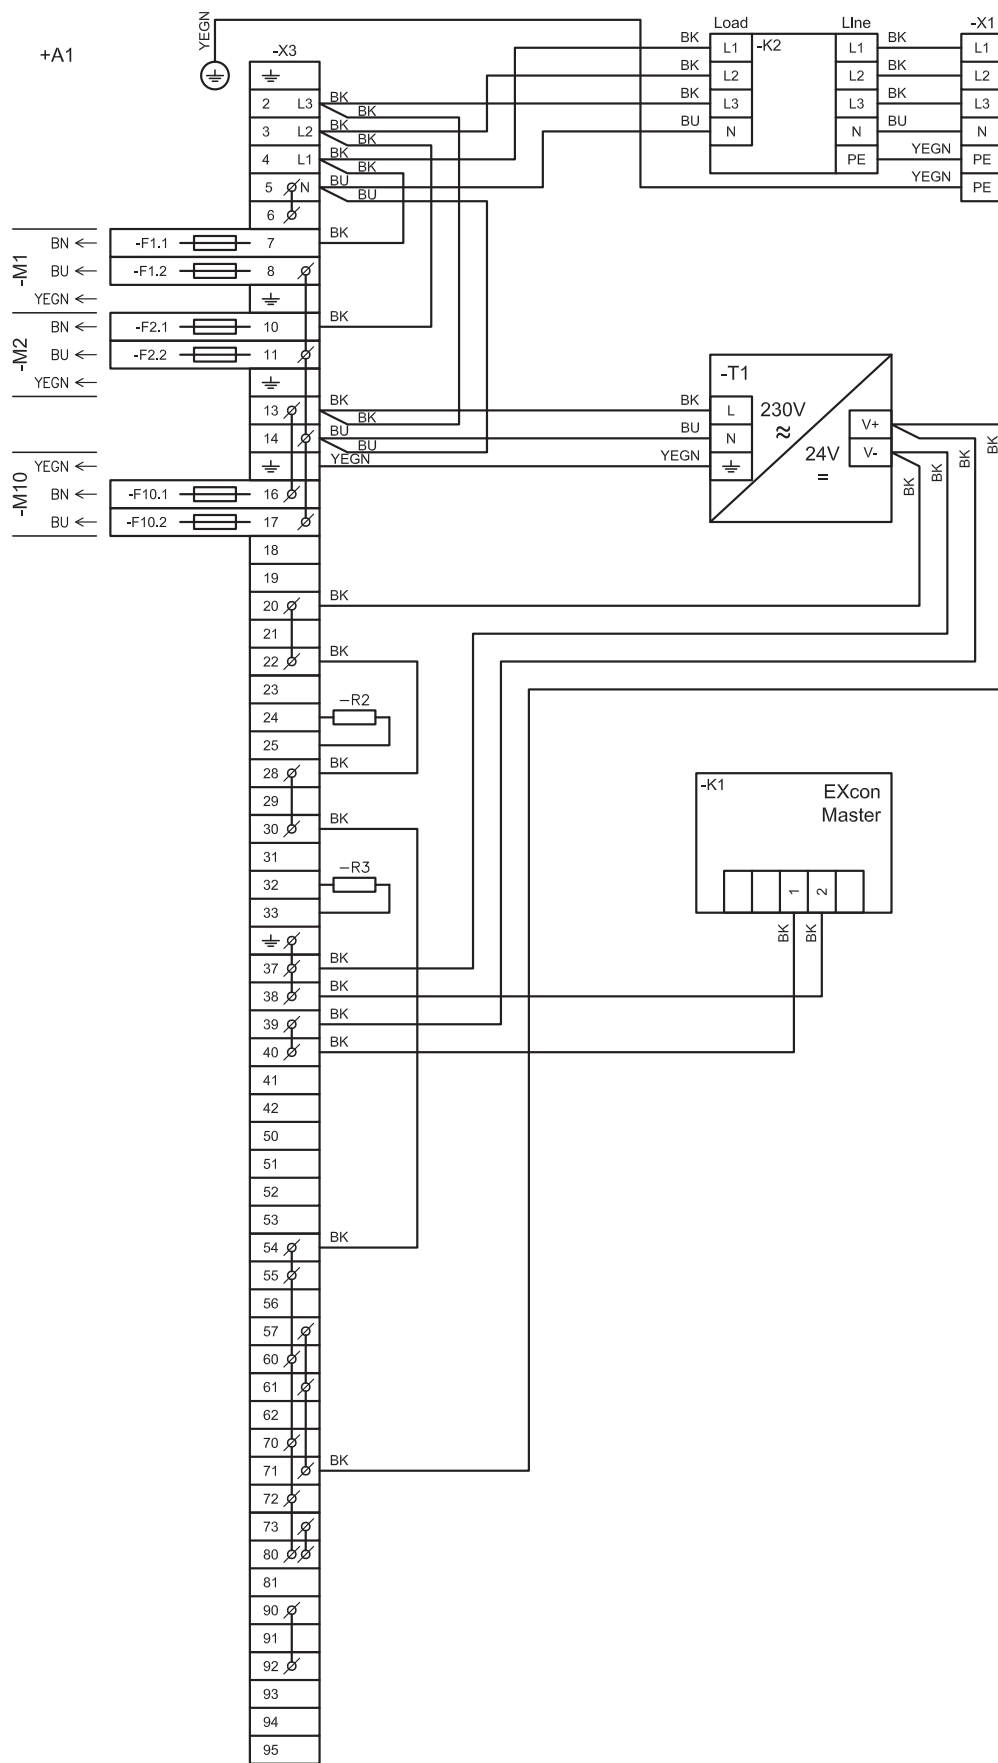 YEGN
+A1
-X3
Load LIne -X1
BK L1 -K2 L1 BK L1
BK L2 L2 BK L2
BK L3 L3 BK L3
BU N N BU N
PE YEGN PE
YEGN PE
2 L3 BK
BK
3 L2 BK
BK
4 L1 BK
BK
5 N BU
BU
6
-M1
BN -F1.1 7 BK
BU -F1.2 8
YEGN
-M2
BN -F2.1 10 BK
BU -F2.2 11
YEGN
-T1
13 BK
BK
BK L 230V ≈ V+ BK
14 BU
BU
BU N 24V = V- BK BK BK
-M10
YEGN YEGN YEGN
BN -F10.1 16
BU -F10.2 17
18
19
20 BK
21
22 BK
23
24 –R2
25
28 BK
29
30 BK
31
32 –R3
33
-K1 EXcon
Master
1 2
BK BK
37 BK
38 BK
39 BK
40 BK
41
42
50
51
52
53
54 BK
55
56
57
60
61
62
70
71 BK
72
73
80
81
90
91
92
93
94
95